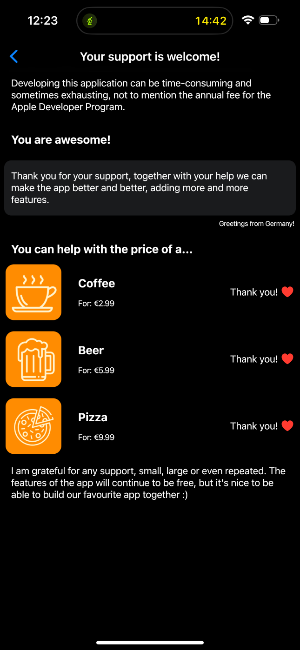 12:23
14:42
Your support is welcome!
Developing this application can be time-consuming and
sometimes exhausting, not to mention the annual fee for the
Apple Developer Program.
You are awesome!
Thank you for your support, together with your help we can
make the app better and better, adding more and more
features.
Greetings from Germany!
You can help with the price of a...
Coffee
For: €2.99
Thank you! ❤️
Beer
For: €5.99
Thank you! ❤️
Pizza
For: €9.99
Thank you! ❤️
I am grateful for any support, small, large or even repeated. The
features of the app will continue to be free, but it's nice to be
able to build our favourite app together :)